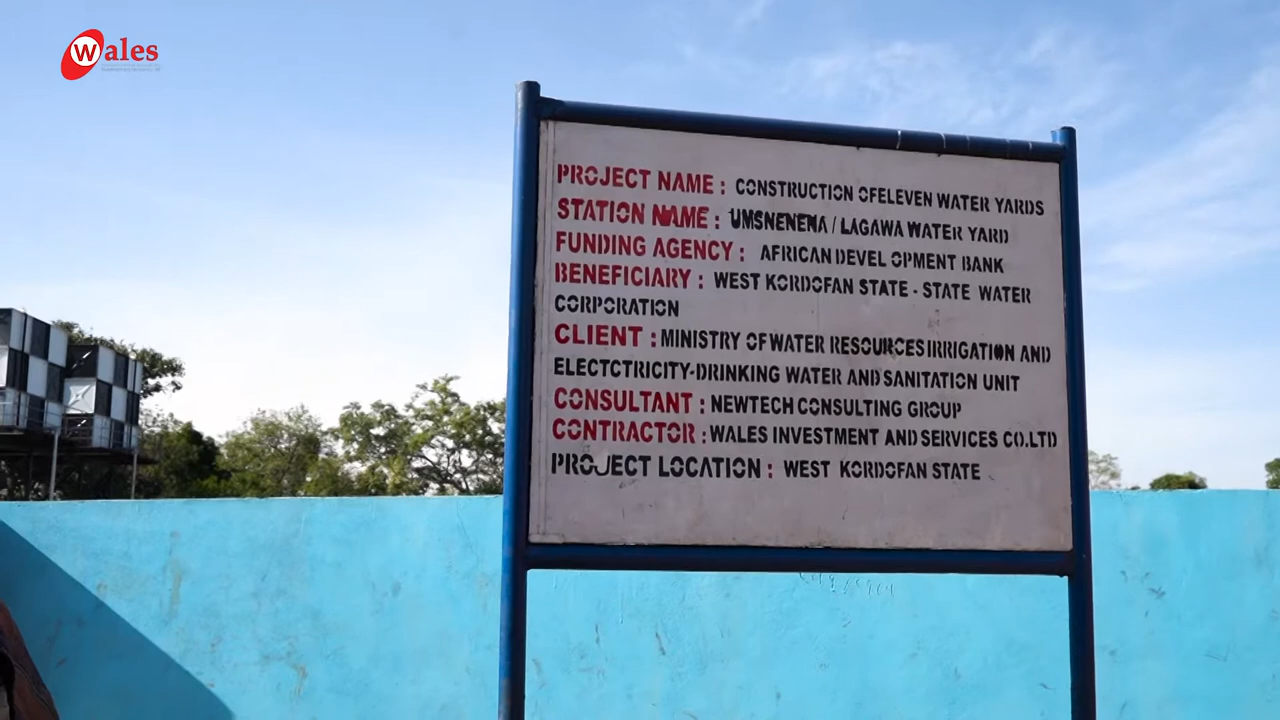 Wales
PROJECT NAME : CONSTRUCTION OFELEVEN WATER YARDS
STATION NAME : UMSNENENA / LAGAWA WATER YARD
FUNDING AGENCY : AFRICAN DEVEL OPMENT BANK
BENEFICIARY : WEST KORDOFAN STATE - STATE WATER
CORPORATION
CLIENT : MINISTRY OF WATER RESOURCES IRRIGATION AND
ELECTCTRICITY-DRINKING WATER AND SANITATION UNIT
CONSULTANT : NEWTECH CONSULTING GROUP
CONTRACTOR : WALES INVESTMENT AND SERVICES CO.LTD
PROJECT LOCATION : WEST KORDOFAN STATE